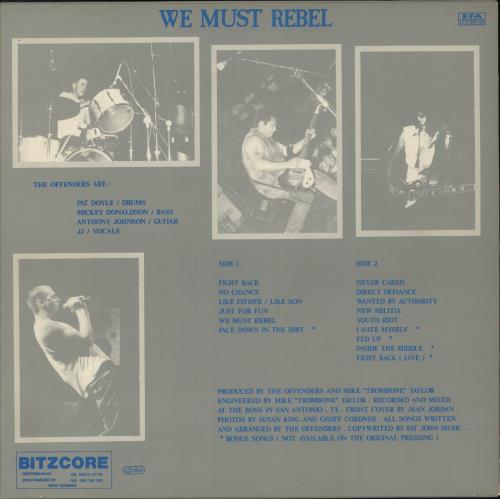 WE MUST REBEL
EFA
THE OFFENDERS ARE :
PAT DOYLE / DRUMS
MICKEY DONALDSON / BASS
ANTHONY JOHNSON / GUITAR
JJ / VOCALS
SIDE 1
FIGHT BACK
NO CHANCE
LIKE FATHER / LIKE SON
JUST FOR FUN
WE MUST REBEL
FACE DOWN IN THE DIRT *
SIDE 2
NEVER CARED
DIRECT DEFIANCE
WANTED BY AUTHORITY
NEW MILITIA
YOUTH RIOT
I HATE MYSELF *
FED UP *
INSIDE THE MIDDLE *
FIGHT BACK ( LIVE ) *
PRODUCED BY THE OFFENDERS AND MIKE "TROMBONE" TAYLOR
ENGINEERED BY MIKE "TROMBONE" TAYLOR . RECORDED AND MIXED
AT THE BOSS IN SAN ANTONIO , TX . FRONT COVER BY JEAN JORDAN .
PHOTOS BY SUSAN KING AND GEOFF CORDNER . ALL SONGS WRITTEN
AND ARRANGED BY THE OFFENDERS . COPYWRITED BY FAT JOHN MUSIC .
* BONUS SONGS ( NOT AVAILABLE ON THE ORIGINAL PRESSING )
BITZCORE
WEST GERMANY